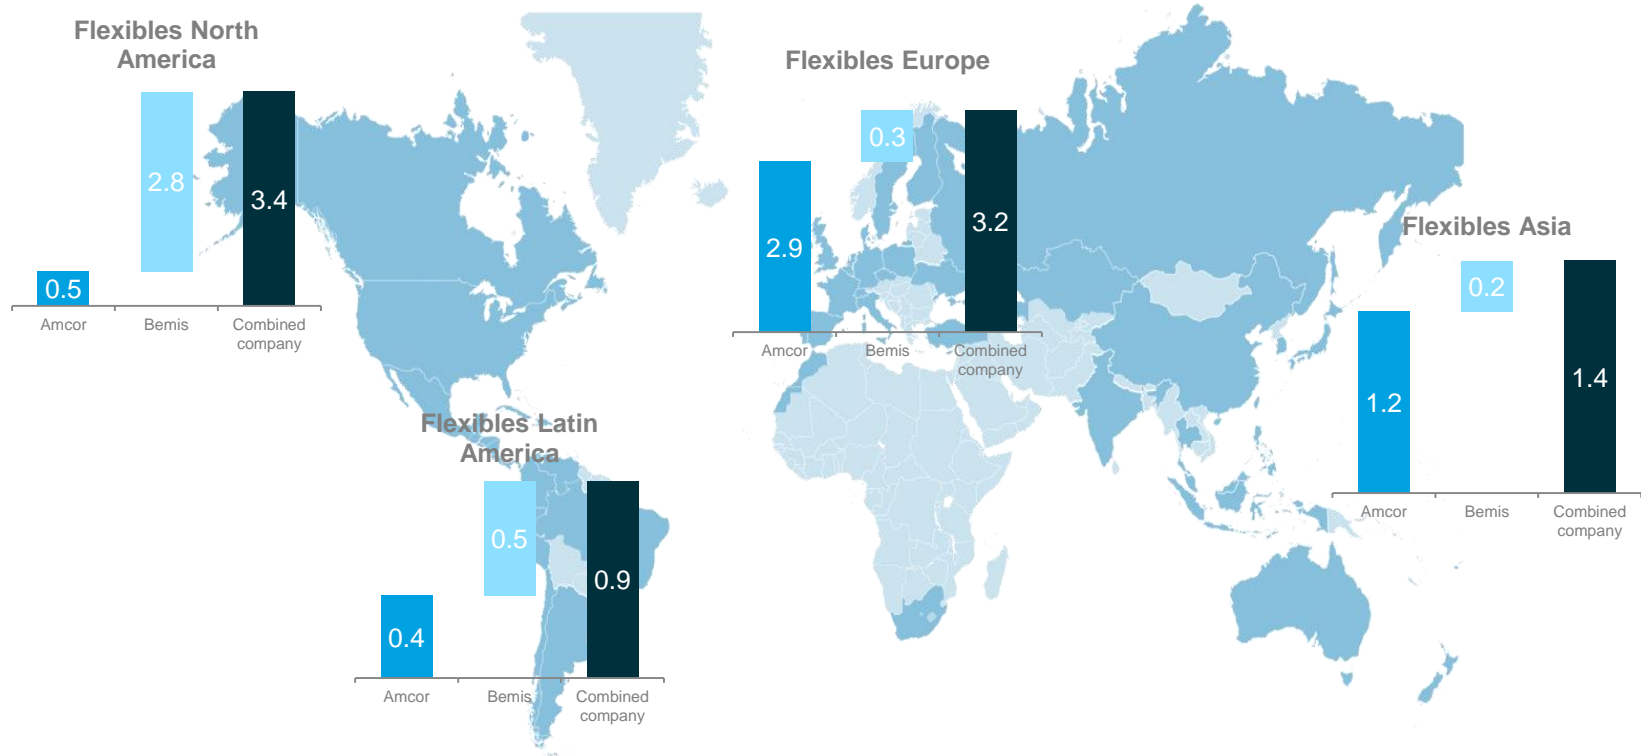 Flexibles North
America
2.8
3.4
0.5
Amcor
Bemis
Combined
company
Flexibles Europe
0.3
3.2
2.9
Amcor
Bemis
Combined
company
Flexibles Asia
0.2
1.4
1.2
Amcor
Bemis
Combined
company
Flexibles Latin
America
0.5
0.9
0.4
Amcor
Bemis
Combined
company